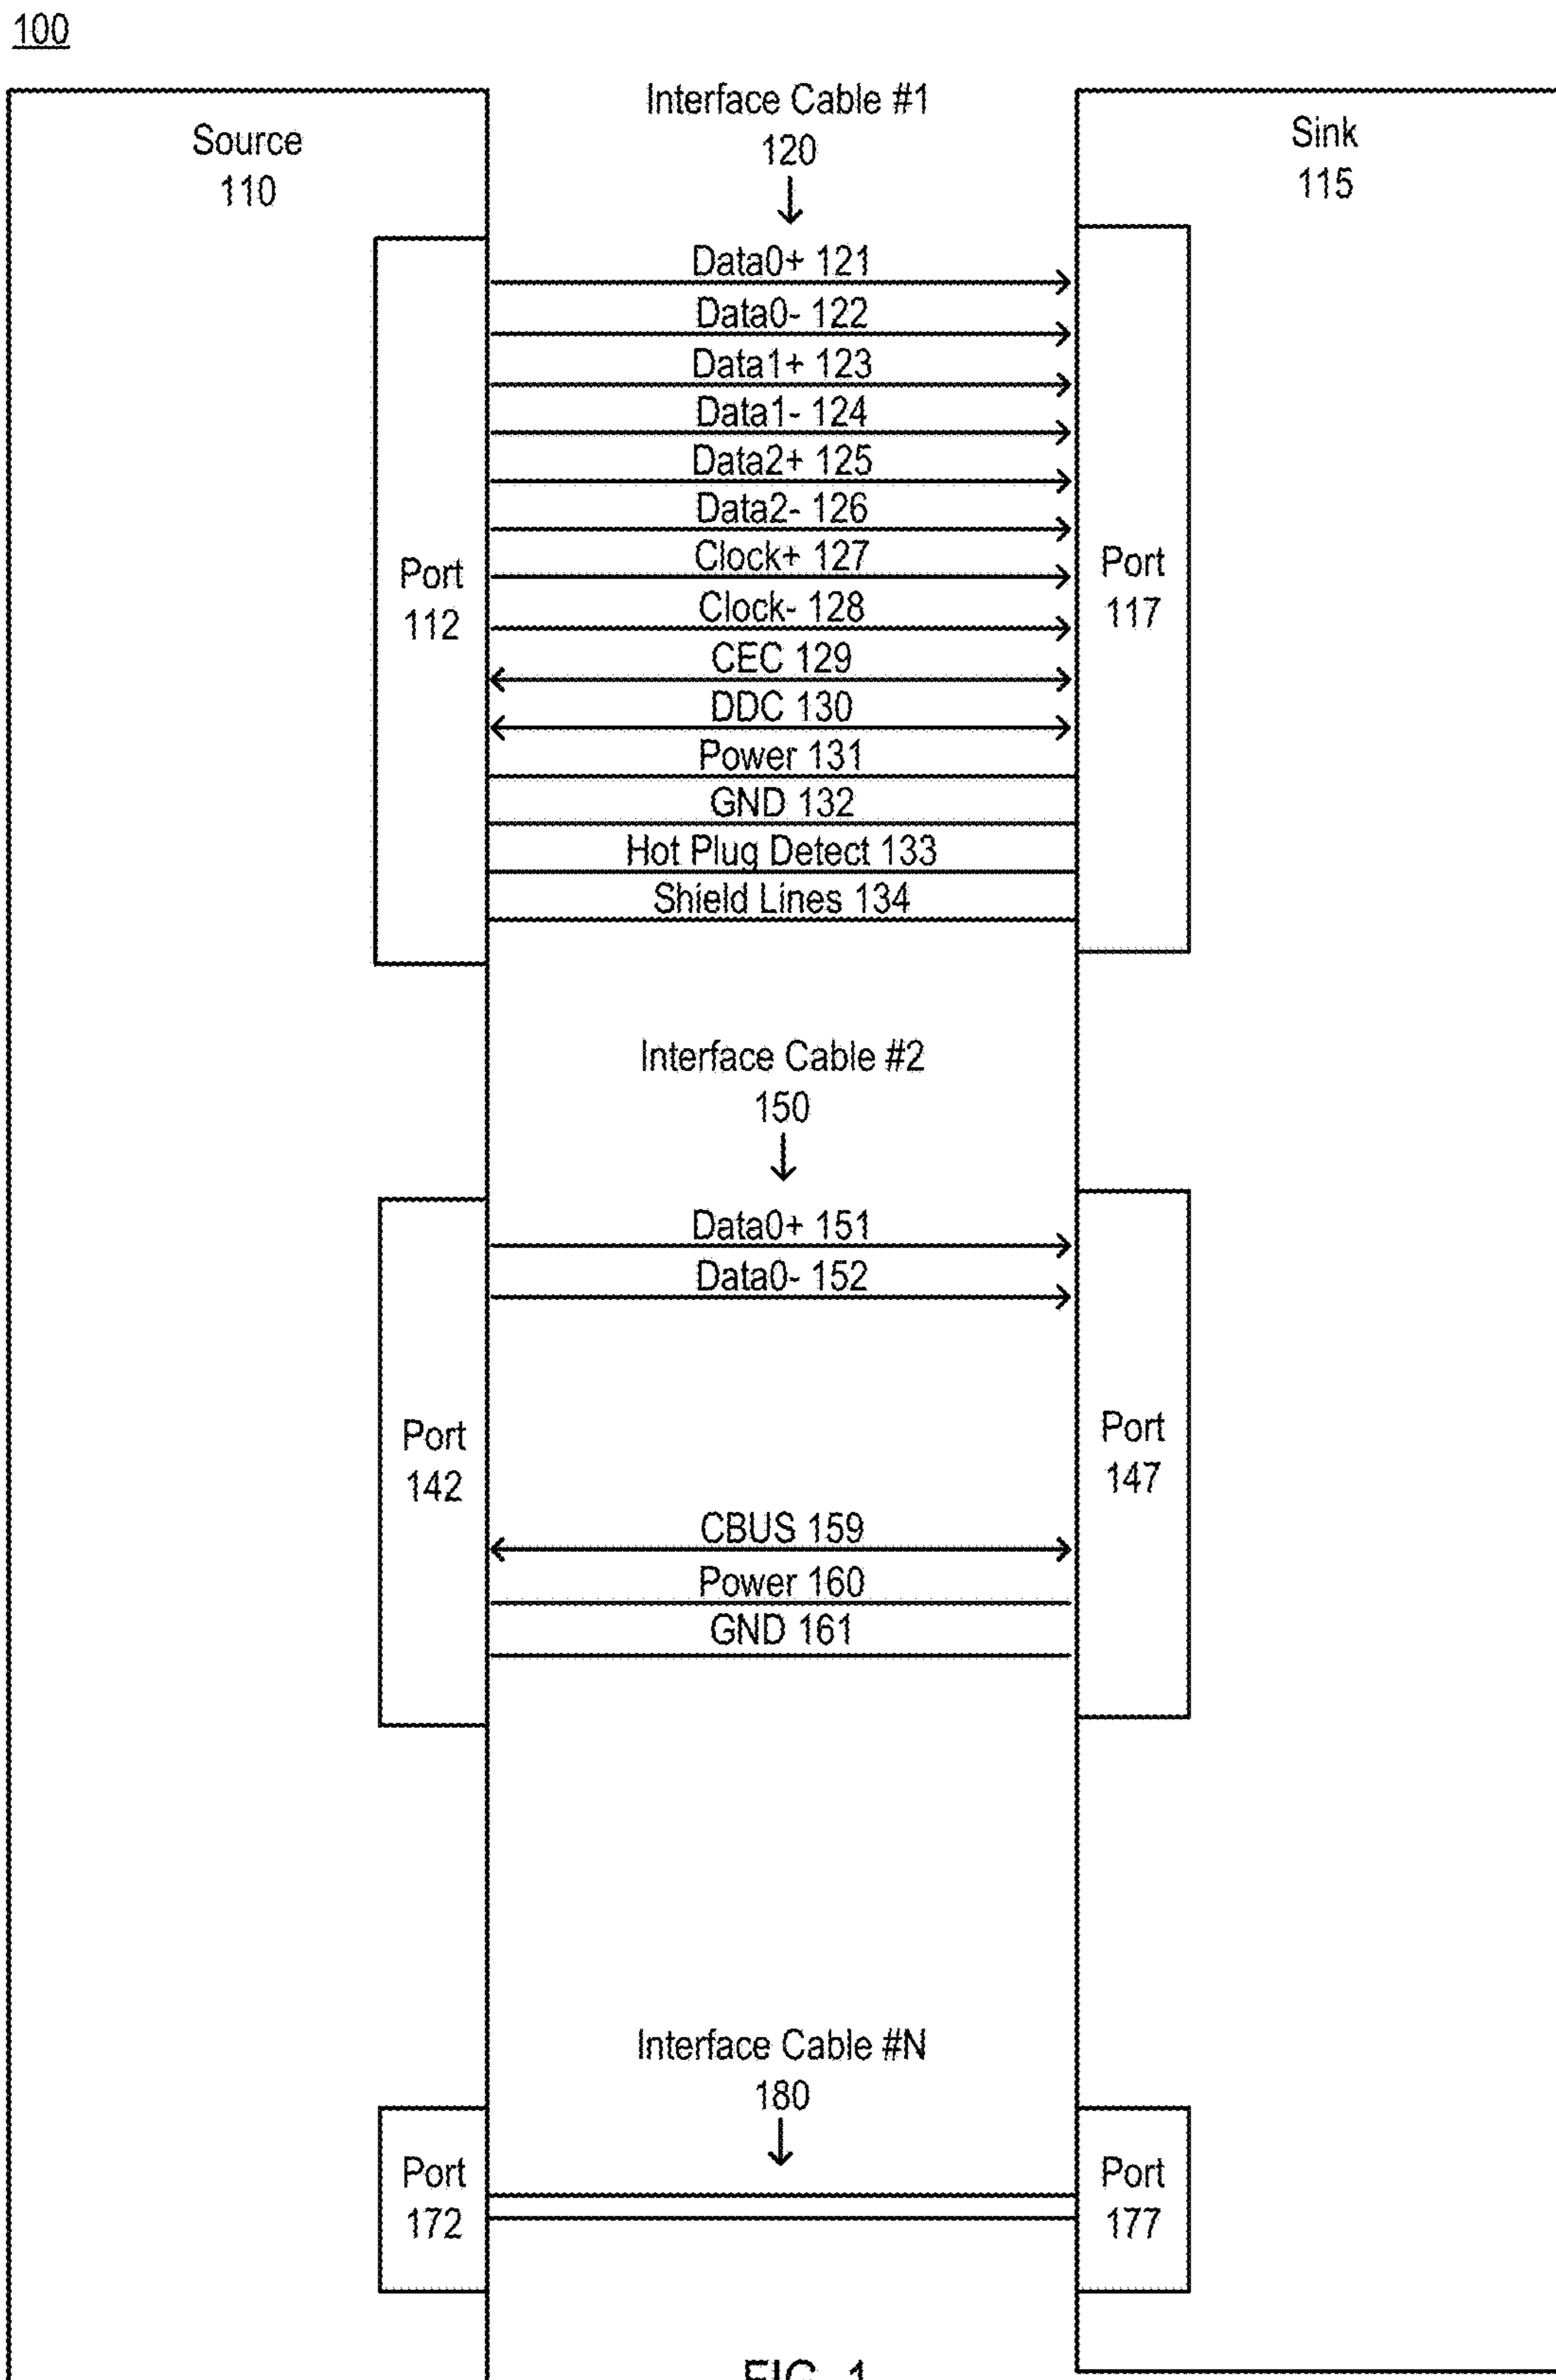 100
Interface Cable #1
120
Source
110
Sink
115
Data0+ 121
Data0- 122
Data1+ 123
Data1- 124
Data2+ 125
Data2- 126
Clock+ 127
Clock- 128
CEC 129
DDC 130
Power 131
GND 132
Hot Plug Detect 133
Shield Lines 134
Port
112
Port
117
Interface Cable #2
150
Data0+ 151
Data0- 152
Port
142
Port
147
CBUS 159
Power 160
GND 161
Interface Cable #N
180
Port
172
Port
177
FIG. 1